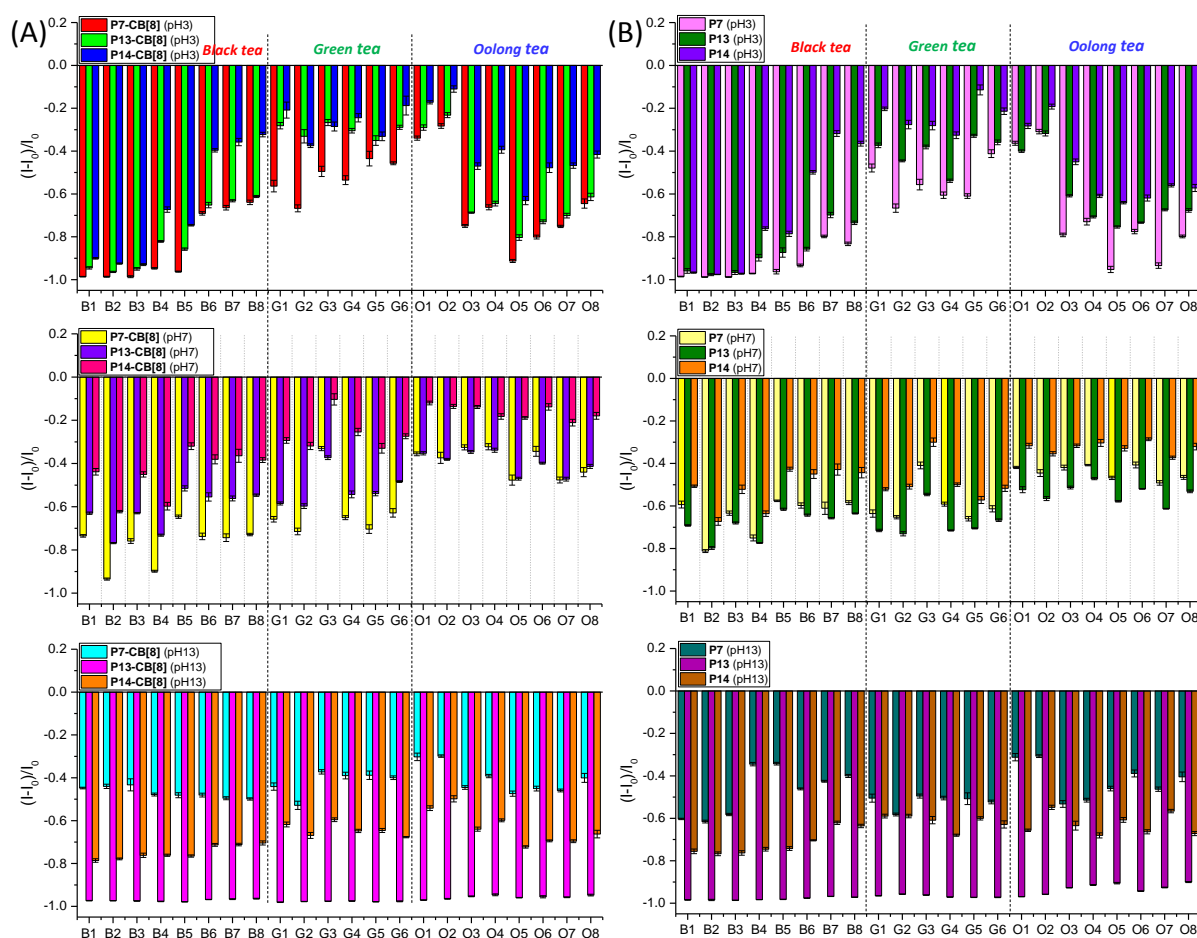 (A)
P7-CB[8] (pH3)
P13-CB[8] (pH3)
P14-CB[8] (pH3)
Black tea Green tea Oolong tea
(I-I0)/I0
0.2
0.0
-0.2
-0.4
-0.6
-0.8
-1.0
B1 B2 B3 B4 B5 B6 B7 B8 G1 G2 G3 G4 G5 G6 O1 O2 O3 O4 O5 O6 O7 O8
P7-CB[8] (pH7)
P13-CB[8] (pH7)
P14-CB[8] (pH7)
(I-I0)/I0
0.2
0.0
-0.2
-0.4
-0.6
-0.8
-1.0
B1 B2 B3 B4 B5 B6 B7 B8 G1 G2 G3 G4 G5 G6 O1 O2 O3 O4 O5 O6 O7 O8
P7-CB[8] (pH13)
P13-CB[8] (pH13)
P14-CB[8] (pH13)
(I-I0)/I0
0.2
0.0
-0.2
-0.4
-0.6
-0.8
-1.0
B1 B2 B3 B4 B5 B6 B7 B8 G1 G2 G3 G4 G5 G6 O1 O2 O3 O4 O5 O6 O7 O8
(B)
P7 (pH3)
P13 (pH3)
P14 (pH3)
Black tea Green tea Oolong tea
(I-I0)/I0
0.2
0.0
-0.2
-0.4
-0.6
-0.8
-1.0
B1 B2 B3 B4 B5 B6 B7 B8 G1 G2 G3 G4 G5 G6 O1 O2 O3 O4 O5 O6 O7 O8
P7 (pH7)
P13 (pH7)
P14 (pH7)
(I-I0)/I0
0.2
0.0
-0.2
-0.4
-0.6
-0.8
-1.0
B1 B2 B3 B4 B5 B6 B7 B8 G1 G2 G3 G4 G5 G6 O1 O2 O3 O4 O5 O6 O7 O8
P7 (pH13)
P13 (pH13)
P14 (pH13)
(I-I0)/I0
0.2
0.0
-0.2
-0.4
-0.6
-0.8
-1.0
B1 B2 B3 B4 B5 B6 B7 B8 G1 G2 G3 G4 G5 G6 O1 O2 O3 O4 O5 O6 O7 O8